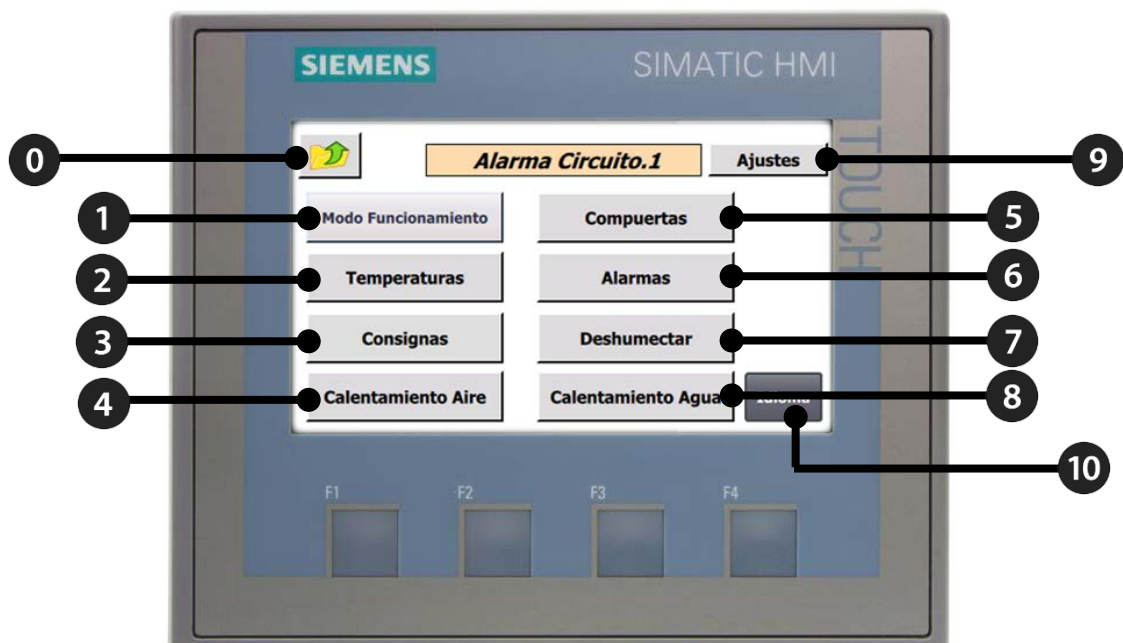 SIEMENS
SIMATIC HMI
TOUCH
0
Alarma Circuito.1
Ajustes
9
1
Modo Funcionamiento
Compuertas
5
2
Temperaturas
Alarmas
6
3
Consignas
Deshumectar
7
4
Calentamiento Aire
Calentamiento Agua
8
Idioma
10
F1
F2
F3
F4